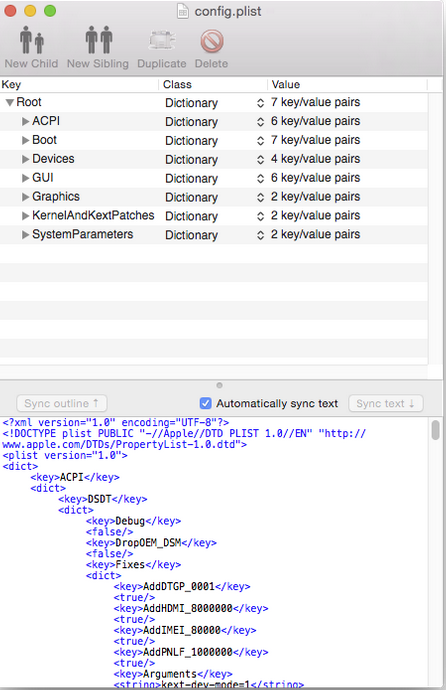 config.plist
New Child New Sibling Duplicate Delete
Key Class Value
Root Dictionary 7 key/value pairs
ACPI Dictionary 6 key/value pairs
Boot Dictionary 7 key/value pairs
Devices Dictionary 4 key/value pairs
GUI Dictionary 6 key/value pairs
Graphics Dictionary 2 key/value pairs
KernelAndKextPatches Dictionary 2 key/value pairs
SystemParameters Dictionary 2 key/value pairs
Sync outline ↑ Automatically sync text Sync text ↓
<?xml version="1.0" encoding="UTF-8"?>
<!DOCTYPE plist PUBLIC "-//Apple//DTD PLIST 1.0//EN" "http://
www.apple.com/DTDs/PropertyList-1.0.dtd">
<plist version="1.0">
<dict>
<key>ACPI</key>
<dict>
<key>DSDT</key>
<dict>
<key>Debug</key>
<false/>
<key>DropOEM_DSM</key>
<false/>
<key>Fixes</key>
<dict>
<key>AddDTGP_0001</key>
<true/>
<key>AddHDMI_8000000</key>
<true/>
<key>AddIMEI_80000</key>
<true/>
<key>AddPNLF_1000000</key>
<true/>
<key>Arguments</key>
<string>kext-dev-mode=1</string>